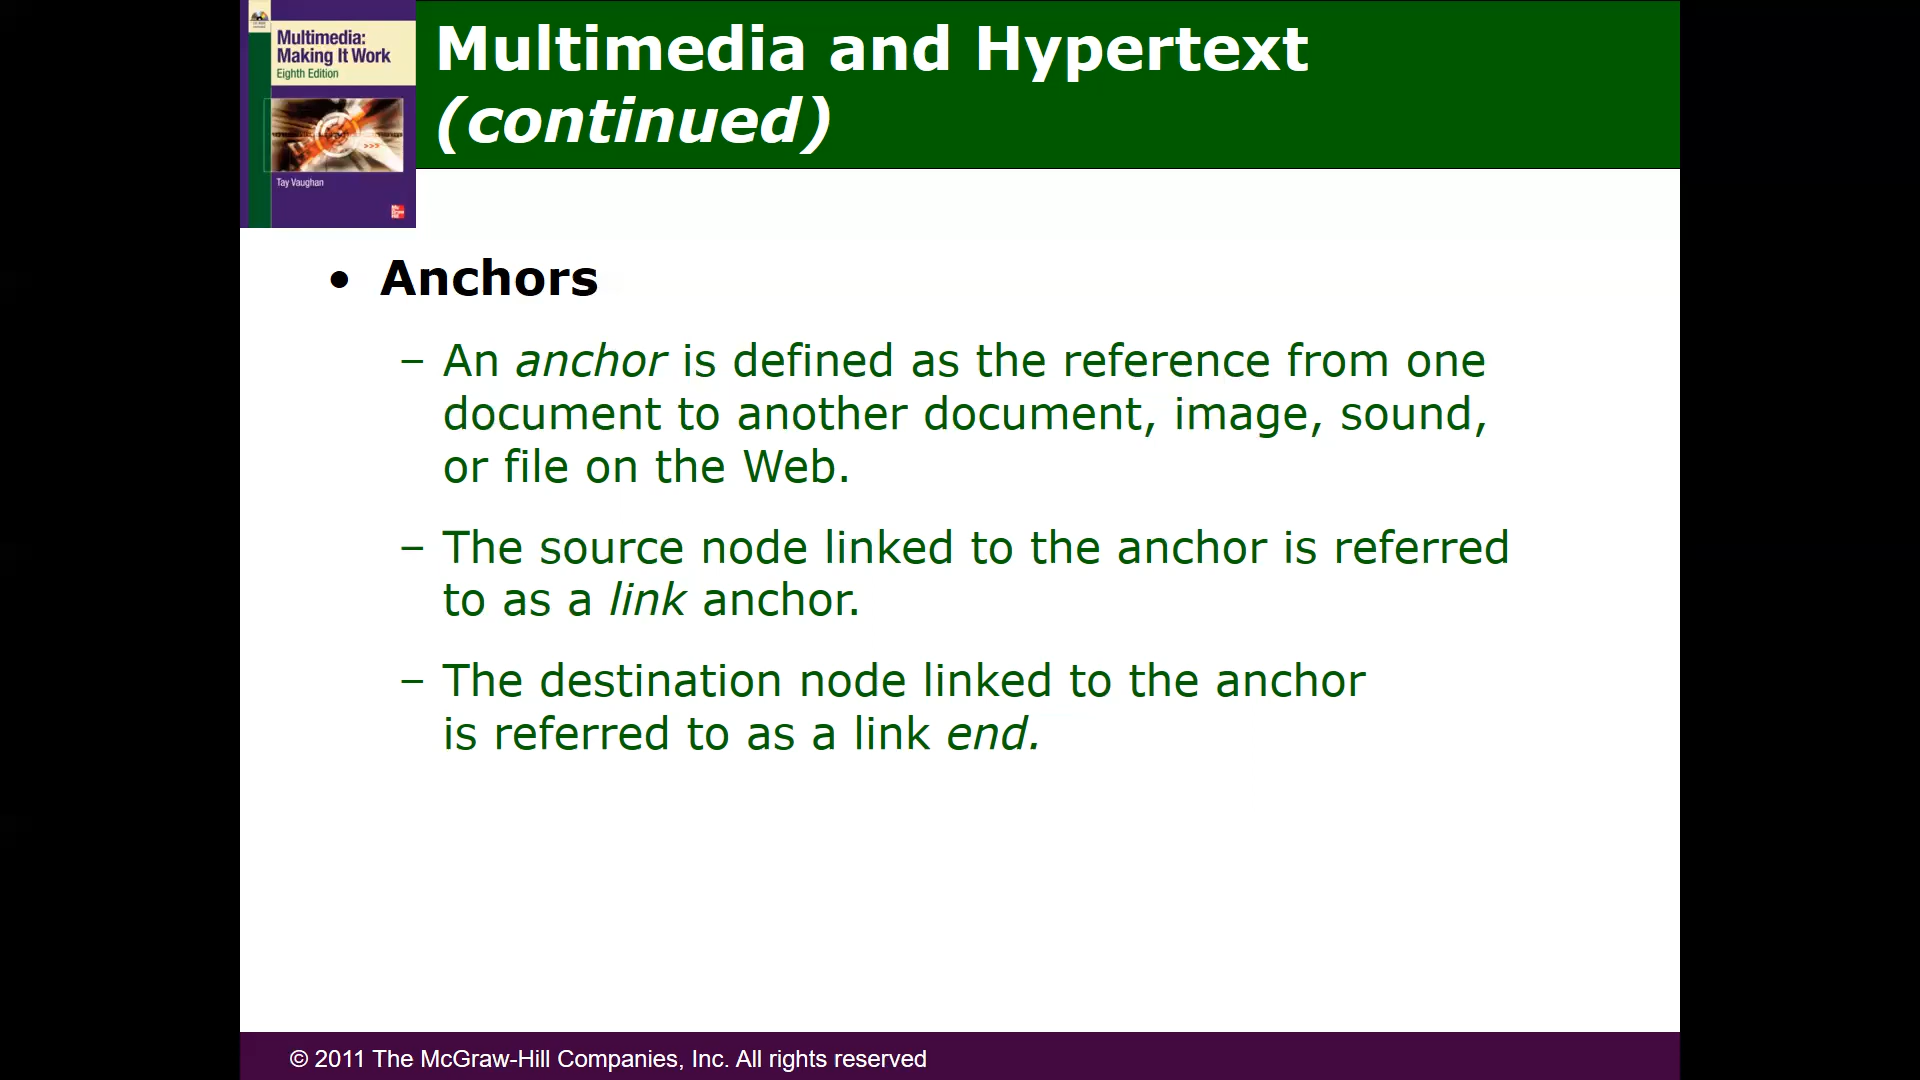 Multimedia:
Making It Work
Eighth Edition
Tay Vaughan
Multimedia and Hypertext
(continued)
• Anchors
– An anchor is defined as the reference from one
document to another document, image, sound,
or file on the Web.
– The source node linked to the anchor is referred
to as a link anchor.
– The destination node linked to the anchor
is referred to as a link end.
© 2011 The McGraw-Hill Companies, Inc. All rights reserved